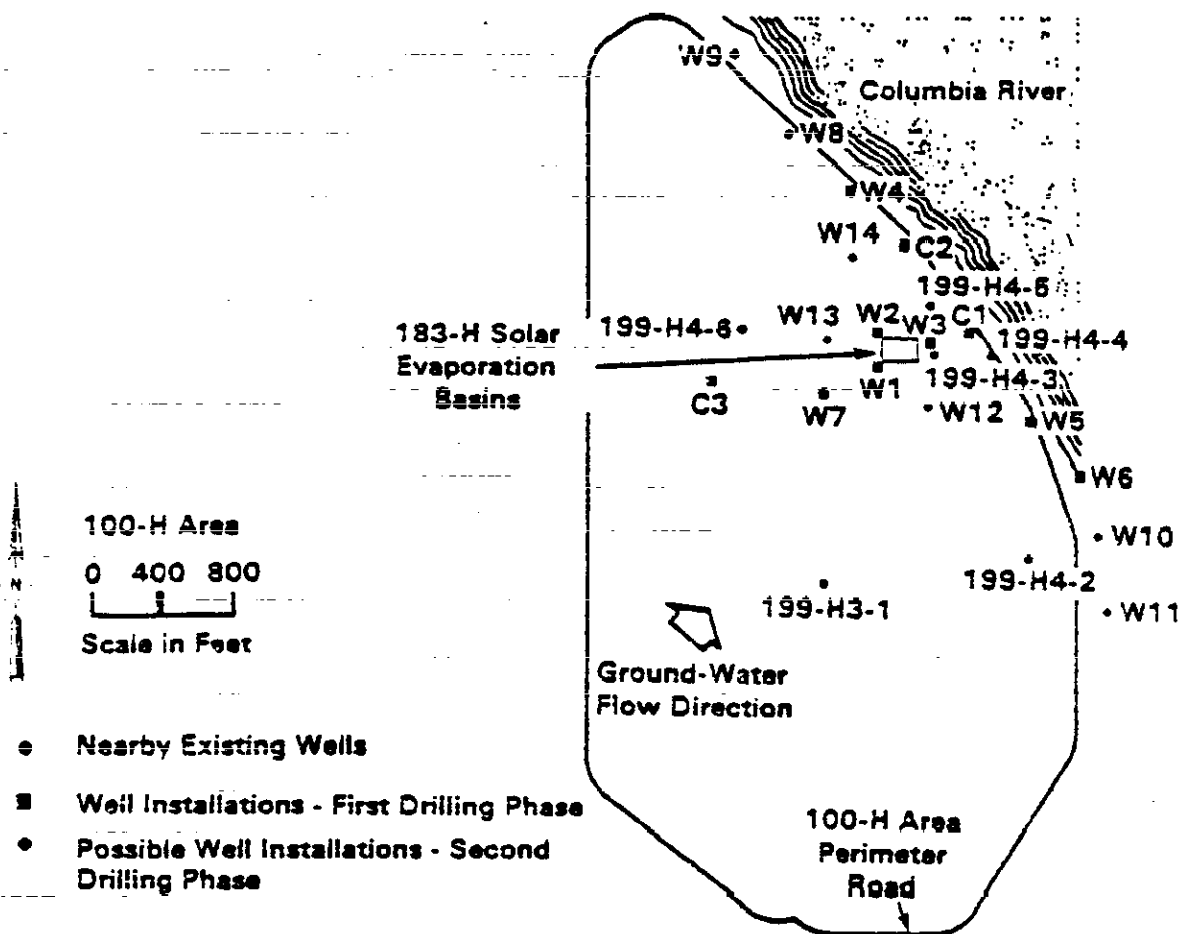 W9
Columbia River
W8
W4
W14
C2
199-H4-5
183-H Solar
Evaporation
Basins
199-H4-6
W13
W2
W3
C1
199-H4-4
W1
199-H4-3
C3
W7
W12
W5
W6
N
100-H Area
0 400 800
Scale in Feet
W10
199-H4-2
199-H3-1
W11
Ground-Water
Flow Direction
Nearby Existing Wells
Well Installations - First Drilling Phase
Possible Well Installations - Second
Drilling Phase
100-H Area
Perimeter
Road